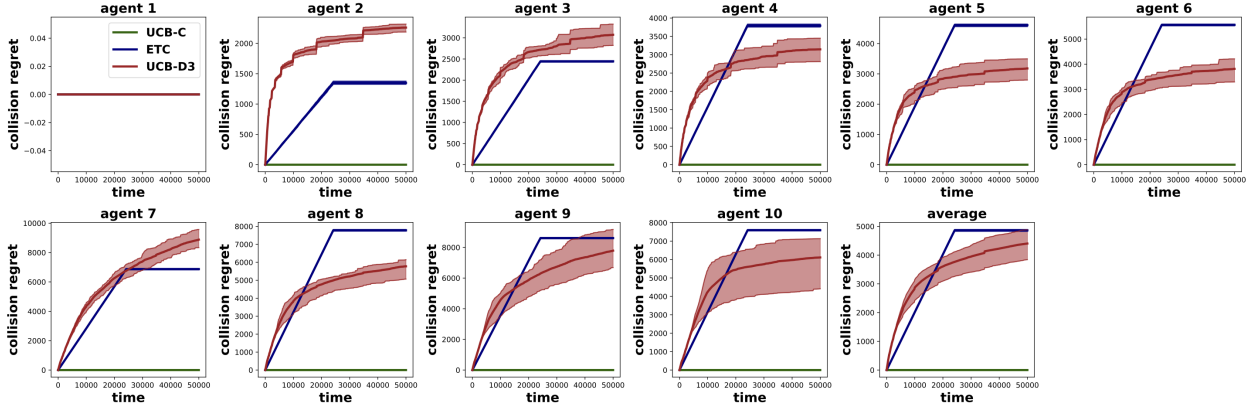 agent 1
collision regret
0.04
0.02
0.00
−0.02
−0.04
UCB-C
ETC
UCB-D3
0 10000 20000 30000 40000 50000
time
agent 2
collision regret
2000
1500
1000
500
0
0 10000 20000 30000 40000 50000
time
agent 3
collision regret
3000
2500
2000
1500
1000
500
0
0 10000 20000 30000 40000 50000
time
agent 4
collision regret
4000
3500
3000
2500
2000
1500
1000
500
0
0 10000 20000 30000 40000 50000
time
agent 5
collision regret
4000
3000
2000
1000
0
0 10000 20000 30000 40000 50000
time
agent 6
collision regret
5000
4000
3000
2000
1000
0
0 10000 20000 30000 40000 50000
time
agent 7
collision regret
10000
8000
6000
4000
2000
0
0 10000 20000 30000 40000 50000
time
agent 8
collision regret
8000
7000
6000
5000
4000
3000
2000
1000
0
0 10000 20000 30000 40000 50000
time
agent 9
collision regret
8000
6000
4000
2000
0
0 10000 20000 30000 40000 50000
time
agent 10
collision regret
8000
7000
6000
5000
4000
3000
2000
1000
0
0 10000 20000 30000 40000 50000
time
average
collision regret
5000
4000
3000
2000
1000
0
0 10000 20000 30000 40000 50000
time